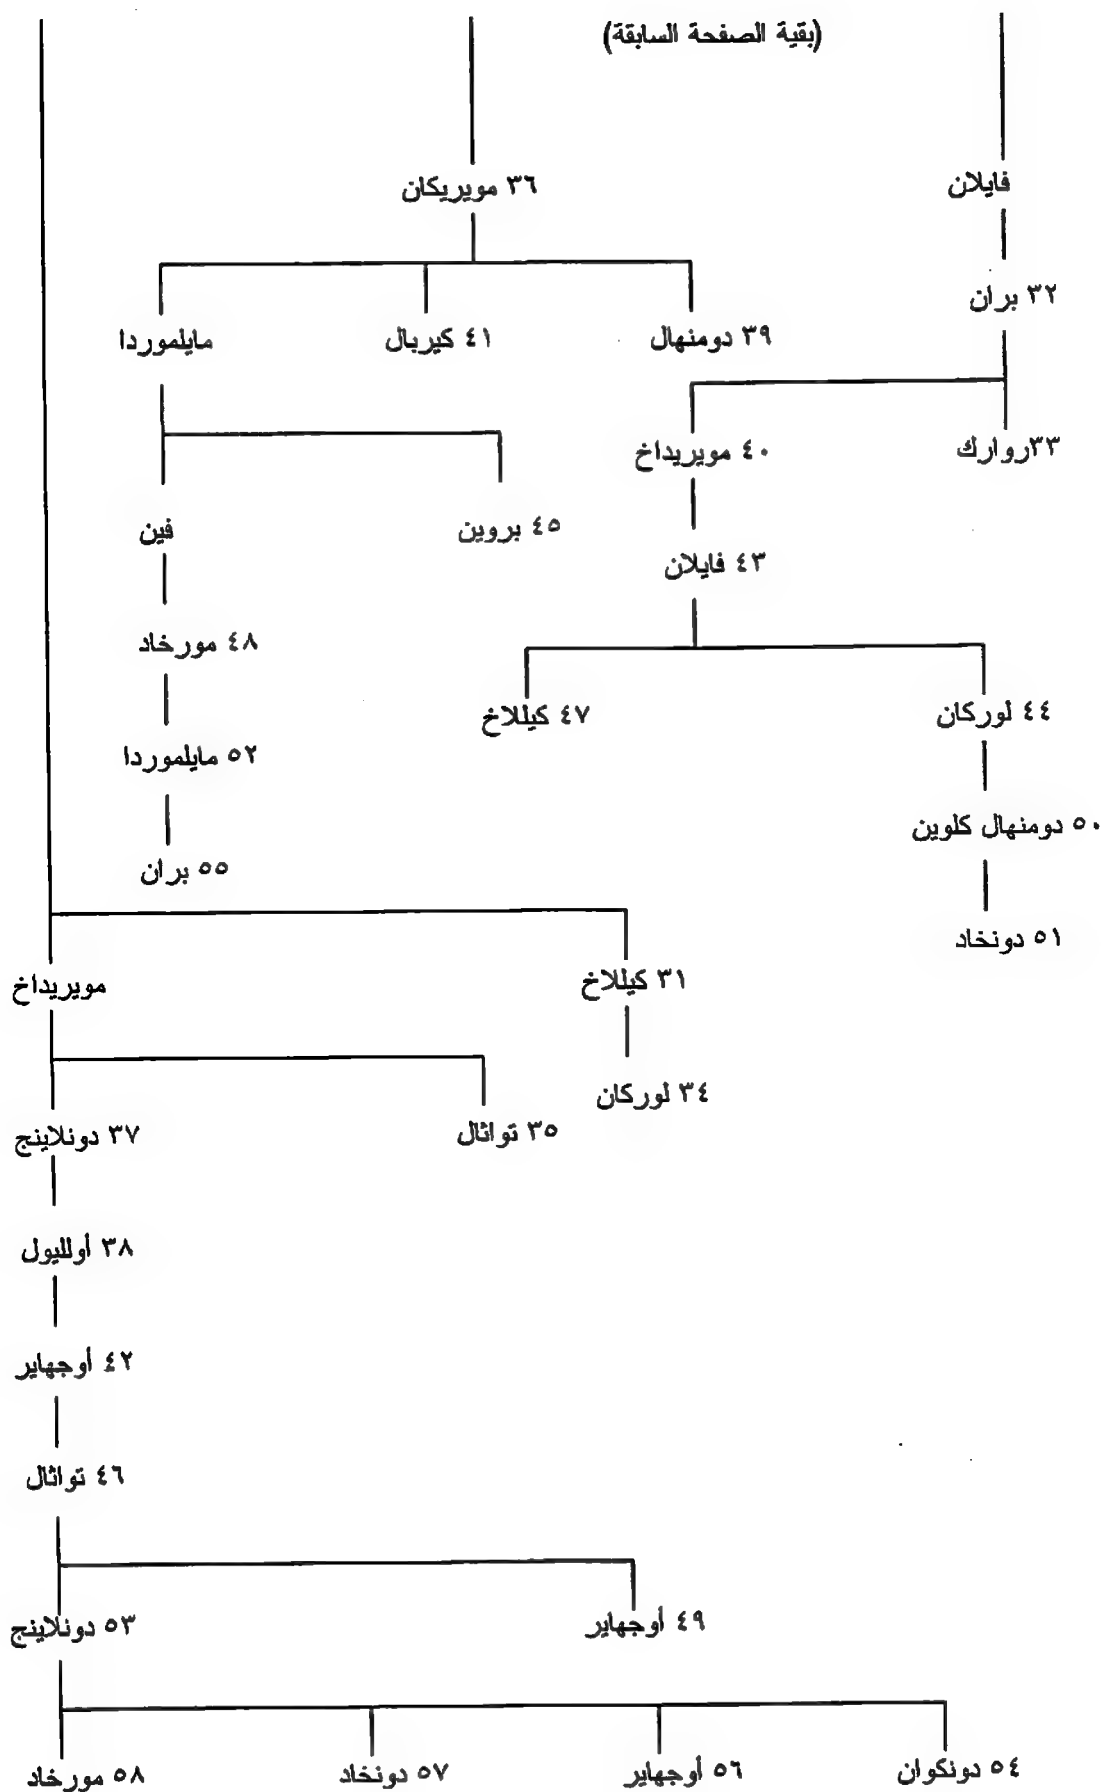 (بقية الصفحة السابقة)
فايلان
٣٦ مويريكان
٣٢ بران
٣٩ دومنهال
٤١ كيربال
مايلموردا
٣٣روارك
٤٠ مويريداخ
٤٥ بروين
فين
٤٣ فايلان
٤٨ مورخاد
٤٤ لوركان
٤٧ كيللاخ
٥٢ مايلموردا
٥٠ دومنهال كلوين
٥٥ بران
٥١ دونخاد
٣١ كيللاخ
مويريداخ
٣٤ لوركان
٣٥ تواثال
٣٧ دونلاينج
٣٨ أولليول
٤٢ أوجهاير
٤٦ تواثال
٤٩ أوجهاير
٥٣ دونلاينج
٥٤ دونكوان
٥٦ أوجهاير
٥٧ دونخاد
٥٨ مورخاد